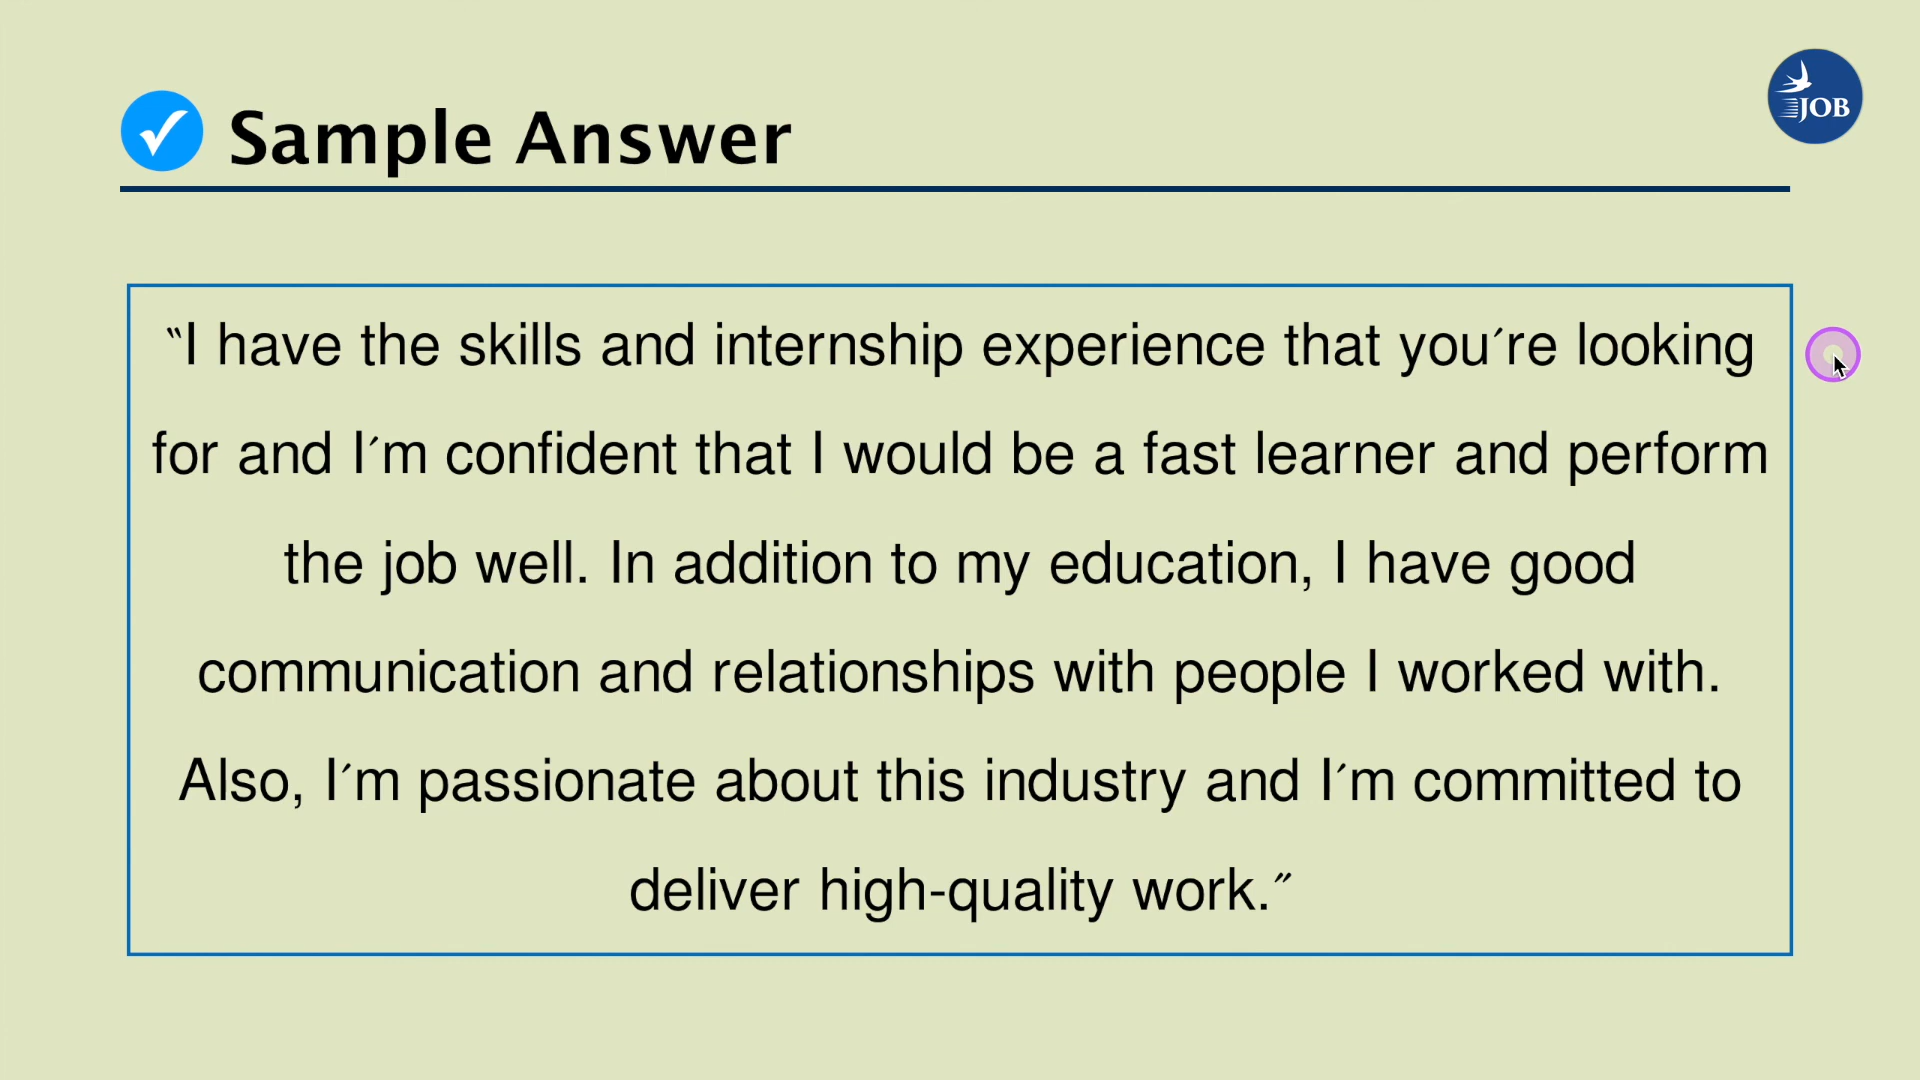 Sample Answer
JOB
“I have the skills and internship experience that you′re looking
for and I′m confident that I would be a fast learner and perform
the job well. In addition to my education, I have good
communication and relationships with people I worked with.
Also, I′m passionate about this industry and I′m committed to
deliver high-quality work.″